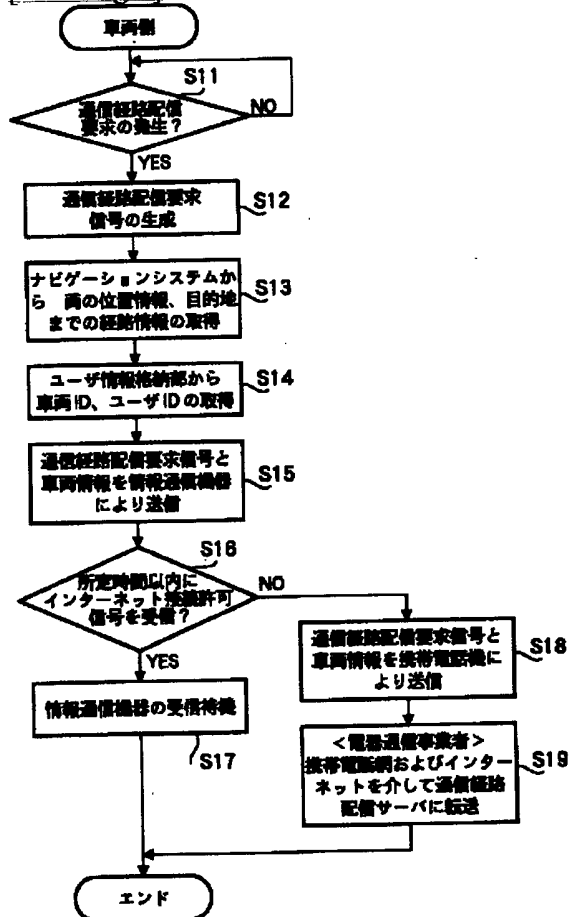 車両側
S11
通信経路配信
要求の発生？
NO
YES
通信経路配信要求
信号の生成
S12
ナビゲーションシステムか
ら 両の位置情報、目的地
までの経路情報の取得
S13
ユーザ情報格納部から
車両ID、ユーザIDの取得
S14
通信経路配信要求信号と
車両情報を情報通信機器
により送信
S15
S16
所定時間以内に
インターネット接続許可
信号を受信？
NO
YES
通信経路配信要求信号と
車両情報を携帯電話機に
より送信
S18
情報通信機器の受信待機
S17
＜電器通信事業者＞
携帯電話網およびインター
ネットを介して通信経路
配信サーバに転送
S19
エンド